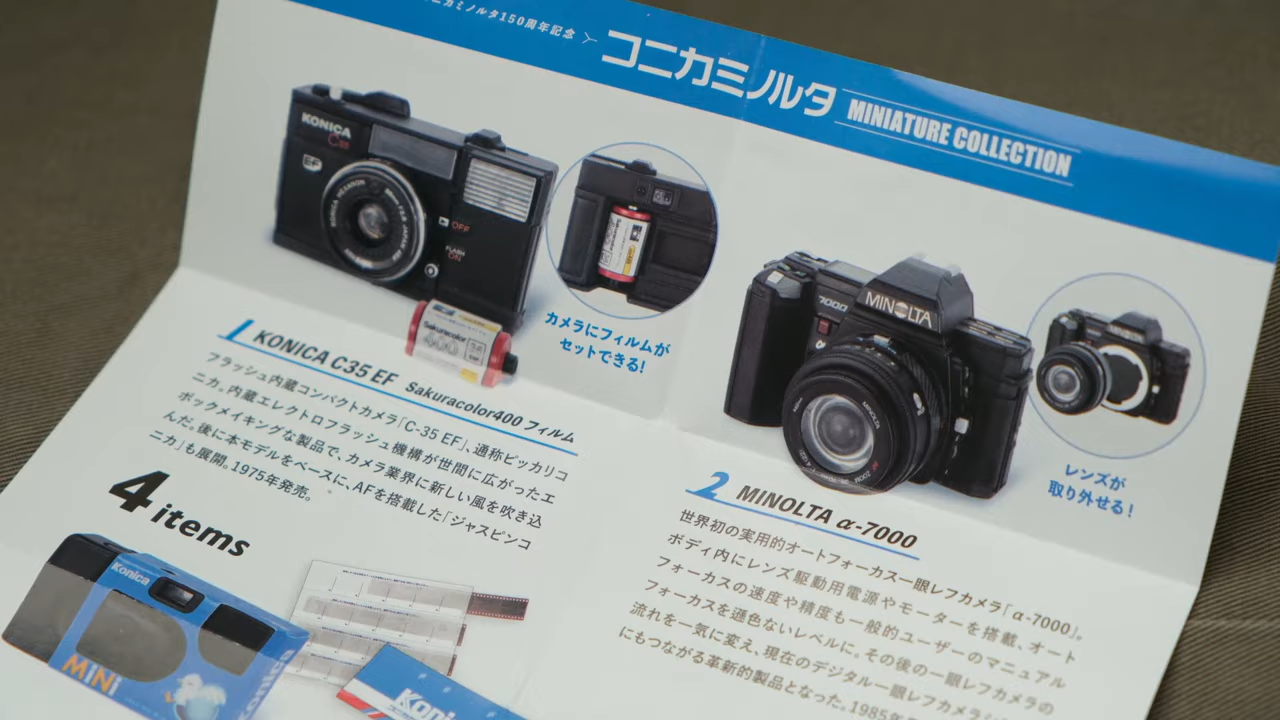 ニカミノルタ150周年記念
コニカミノルタ
MINIATURE COLLECTION
KONICA
C35
EF
KONICA HEXANON
OFF
FLASH
ON
Sakuracolor
400
カメラにフィルムが
セットできる!
7000
MINOLTA
MINOLTA
レンズが
取り外せる!
1 KONICA C35 EF Sakuracolor400 フィルム
フラッシュ内蔵コンパクトカメラ「C-35 EF」、通称ピッカリコ
ニカ。内蔵エレクトロフラッシュ機構が世間に広がったエ
ポックメイキングな製品で、カメラ業界に新しい風を吹き込
んだ。後に本モデルをベースに、AFを搭載した「ジャスピンコ
ニカ」も展開。1975年発売。
2 MINOLTA α-7000
世界初の実用的オートフォーカス一眼レフカメラ「α-7000」。
ボディ内にレンズ駆動用電源やモーターを搭載、オート
フォーカスの速度や精度も一般的ユーザーのマニュアル
フォーカスを遜色ないレベルに。その後の一眼レフカメラの
流れを一気に変え、現在のデジタル一眼レフカメラ
にもつながる革新的製品となった。1985年
4 items
Konica
MiNi
Konica
Koni